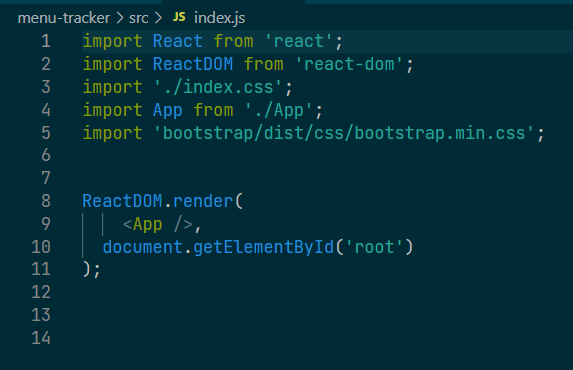 menu-tracker > src > JS index.js
1 import React from 'react';
2 import ReactDOM from 'react-dom';
3 import './index.css';
4 import App from './App';
5 import 'bootstrap/dist/css/bootstrap.min.css';
6
7
8 ReactDOM.render(
9     <App />,
10   document.getElementById('root')
11 );
12
13
14